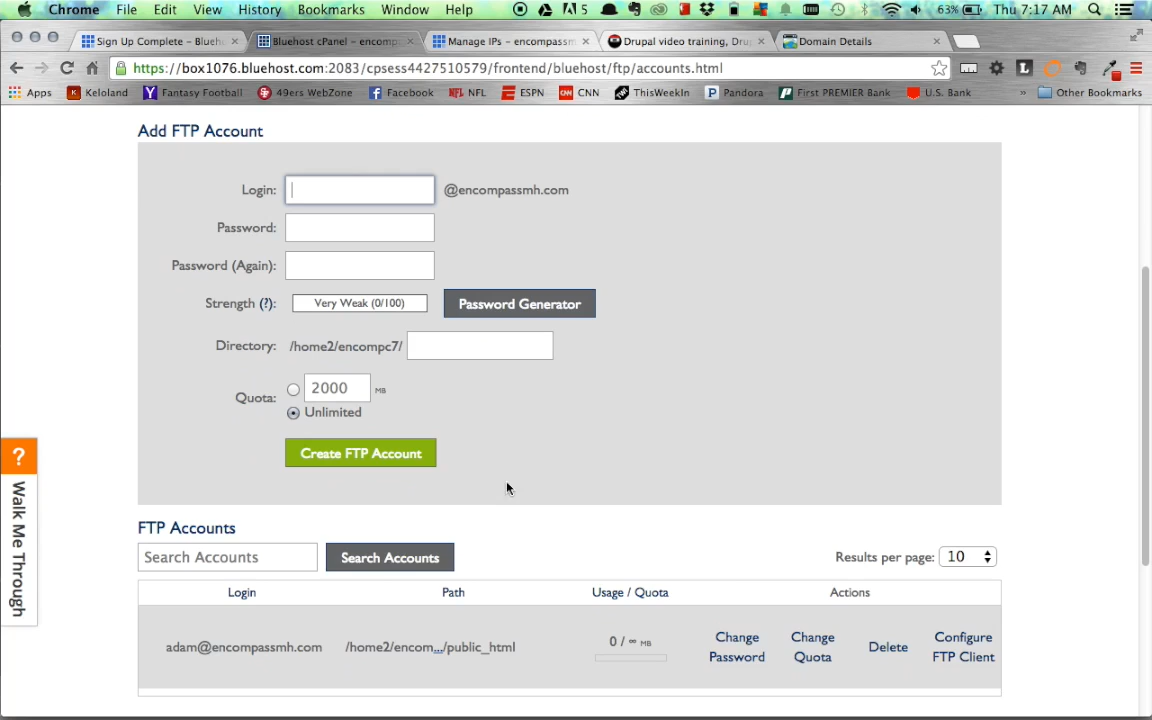 Chrome File Edit View History Bookmarks Window Help 5 63% Thu 7:17 AM
Sign Up Complete – Blueh Bluehost cPanel – encomp Manage IPs – encompassm Drupal video training, Dru Domain Details
https://box1076.bluehost.com:2083/cpsess4427510579/frontend/bluehost/ftp/accounts.html
Apps Keloland Fantasy Football 49ers WebZone Facebook NFL ESPN CNN ThisWeekIn Pandora First PREMIER Bank U.S. Bank » Other Bookmarks
Add FTP Account
Login: @encompassmh.com
Password:
Password (Again):
Strength (?): Very Weak (0/100) Password Generator
Directory: /home2/encompc7/
Quota: 2000 MB
Unlimited
Create FTP Account
? Walk Me Through
FTP Accounts
Search Accounts Search Accounts Results per page: 10
Login Path Usage / Quota Actions
adam@encompassmh.com /home2/encom.../public_html 0 / ∞ MB Change Password Change Quota Delete Configure FTP Client